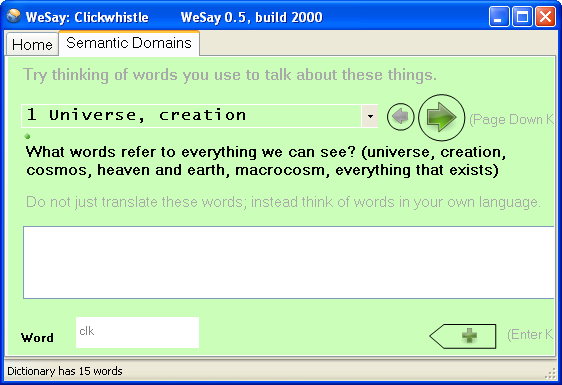 WeSay: Clickwhistle WeSay 0.5, build 2000
Home Semantic Domains
Try thinking of words you use to talk about these things.
1 Universe, creation
(Page Down K
What words refer to everything we can see? (universe, creation,
cosmos, heaven and earth, macrocosm, everything that exists)
Do not just translate these words; instead think of words in your own language.
Word clk
(Enter K
Dictionary has 15 words